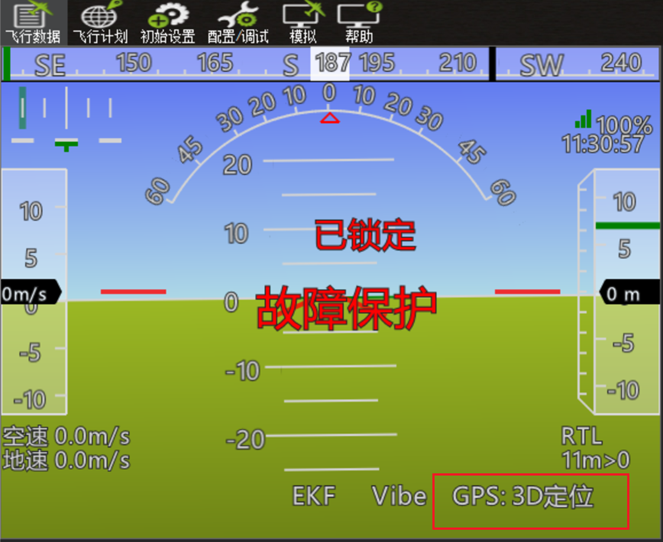 飞行数据 飞行计划 初始设置 配置/调试 模拟 帮助
SE 150 165 S 187 195 210 SW 240
60 45 30 20 10 0 10 20 30 45 60
100%
11:30:57
20
10 10 10
已锁定
5 5
0m/s 0 0 故障保护 0 m
-5 -5
-10 -10 -10
空速 0.0m/s -20 RTL
地速 0.0m/s 11m>0
EKF Vibe GPS: 3D定位